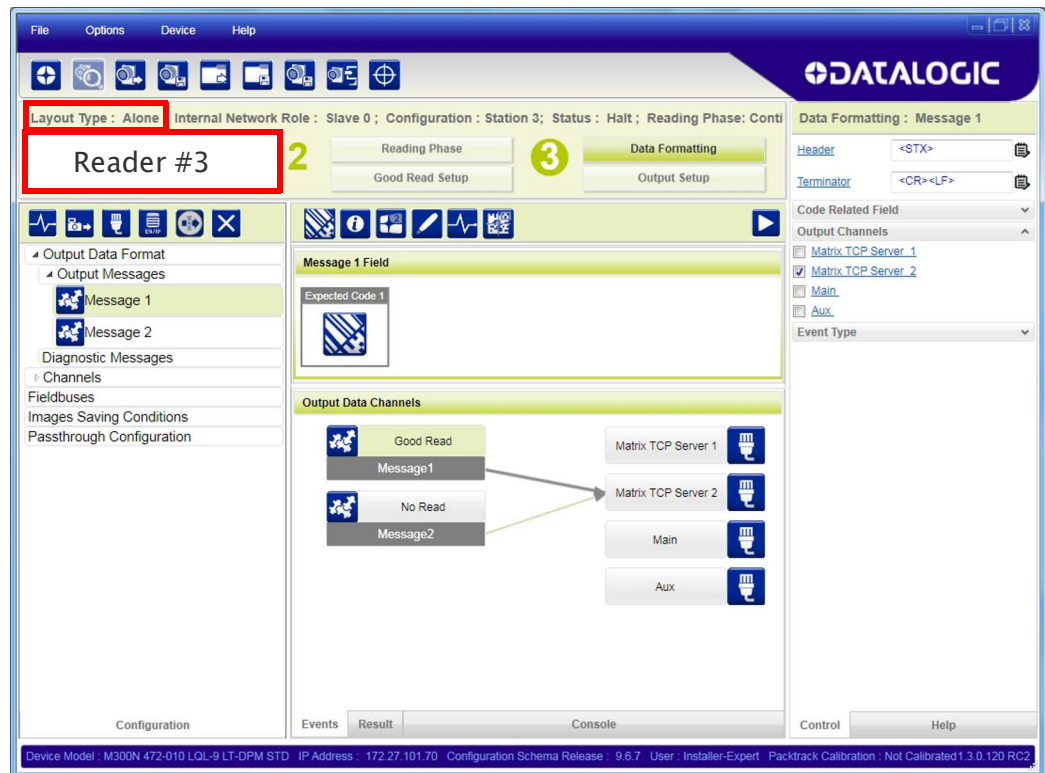 File Options Device Help
DATALOGIC
Layout Type : Alone Internal Network Role : Slave 0 ; Configuration : Station 3; Status : Halt ; Reading Phase: Conti
Reader #3
2
Reading Phase
Good Read Setup
3
Data Formatting
Output Setup
Data Formatting : Message 1
Header <STX>
Terminator <CR><LF>
Code Related Field
Output Channels
Matrix TCP Server 1
Matrix TCP Server 2
Main
Aux
Event Type
EN/IP
Output Data Format
Output Messages
Message 1
Message 2
Diagnostic Messages
Channels
Fieldbuses
Images Saving Conditions
Passthrough Configuration
Message 1 Field
Expected Code 1
Output Data Channels
Good Read
Message1
No Read
Message2
Matrix TCP Server 1
Matrix TCP Server 2
Main
Aux
Configuration
Events Result Console
Control Help
Device Model : M300N 472-010 LQL-9 LT-DPM STD IP Address : 172.27.101.70 Configuration Schema Release : 9.6.7 User : Installer-Expert Packtrack Calibration : Not Calibrated1.3.0.120 RC2